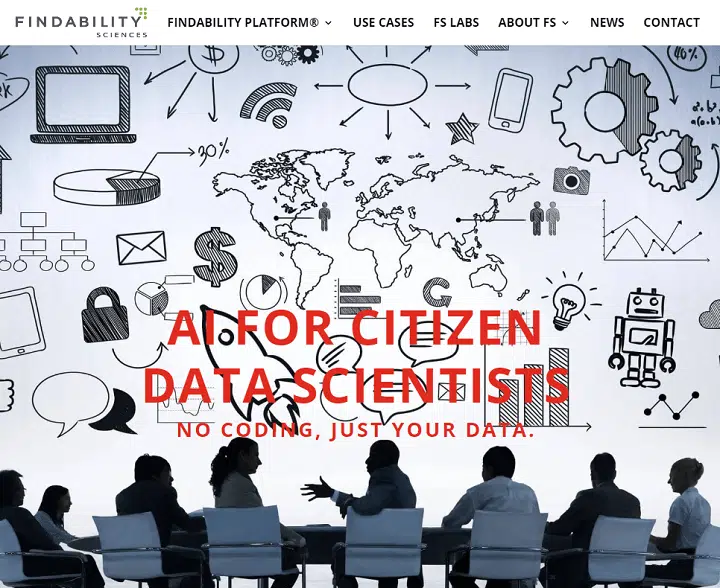 FINDABILITY
SCIENCES
FINDABILITY PLATFORM® USE CASES FS LABS ABOUT FS NEWS CONTACT
40%
30%
$
$
G
AI FOR CITIZEN
DATA SCIENTISTS
NO CODING, JUST YOUR DATA.